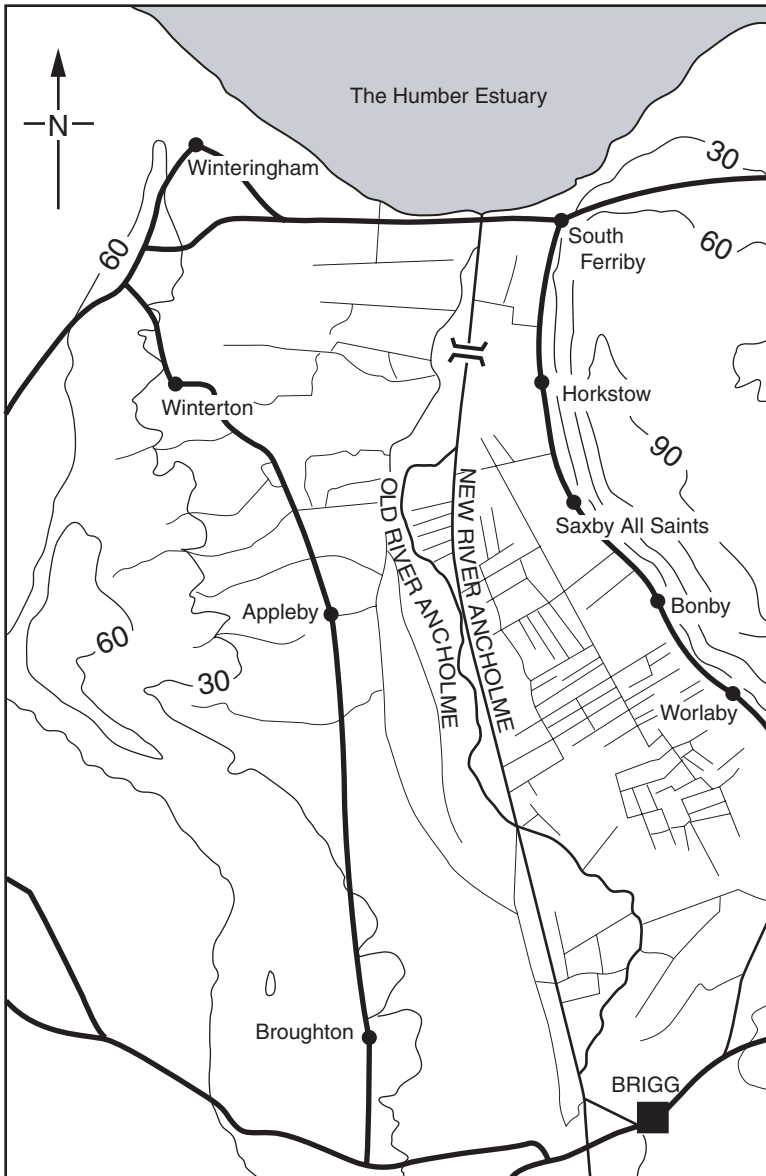 The Humber Estuary
N
Winteringham
30
60
South
Ferriby
60
Winterton
Horkstow
90
OLD RIVER ANCHOLME
NEW RIVER ANCHOLME
Saxby All Saints
Appleby
Bonby
60
30
Worlaby
Broughton
BRIGG